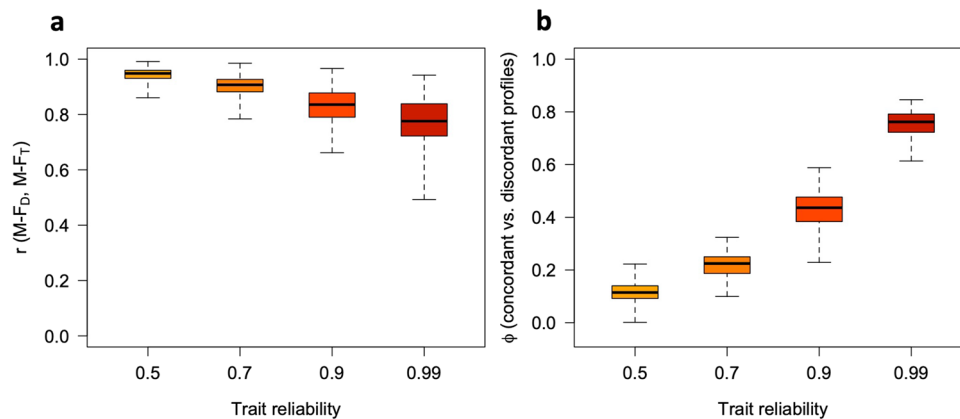 a
r (M-F_D, M-F_T)
1.0
0.8
0.6
0.4
0.2
0.0
0.5 0.7 0.9 0.99
Trait reliability
b
ϕ (concordant vs. discordant profiles)
1.0
0.8
0.6
0.4
0.2
0.0
0.5 0.7 0.9 0.99
Trait reliability